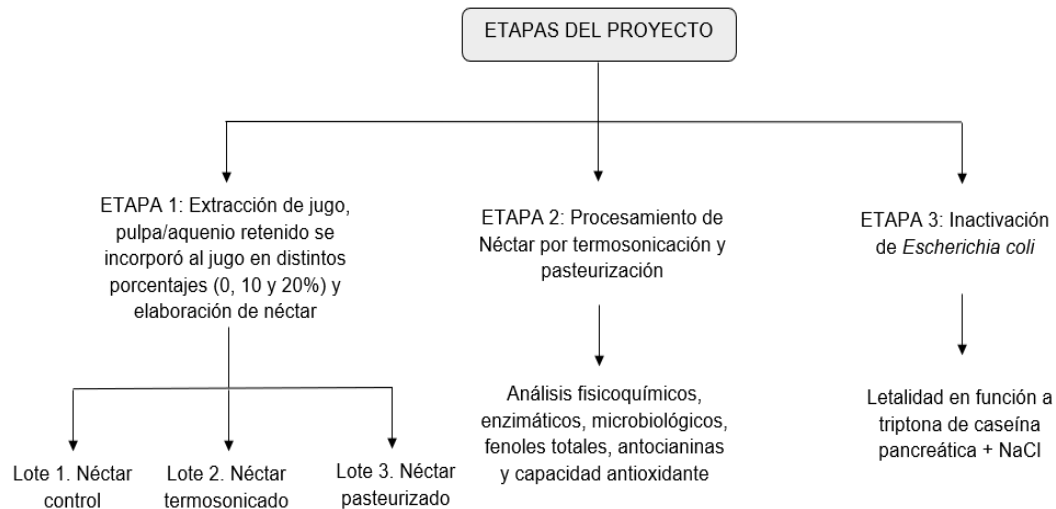 ETAPAS DEL PROYECTO
ETAPA 1: Extracción de jugo,
pulpa/aquenio retenido se
incorporó al jugo en distintos
porcentajes (0, 10 y 20%) y
elaboración de néctar
ETAPA 2: Procesamiento de
Néctar por termosonicación y
pasteurización
ETAPA 3: Inactivación
de Escherichia coli
Análisis fisicoquímicos,
enzimáticos, microbiológicos,
fenoles totales, antocianinas
y capacidad antioxidante
Letalidad en función a
triptona de caseína
pancreática + NaCl
Lote 1. Néctar
control
Lote 2. Néctar
termosonicado
Lote 3. Néctar
pasteurizado